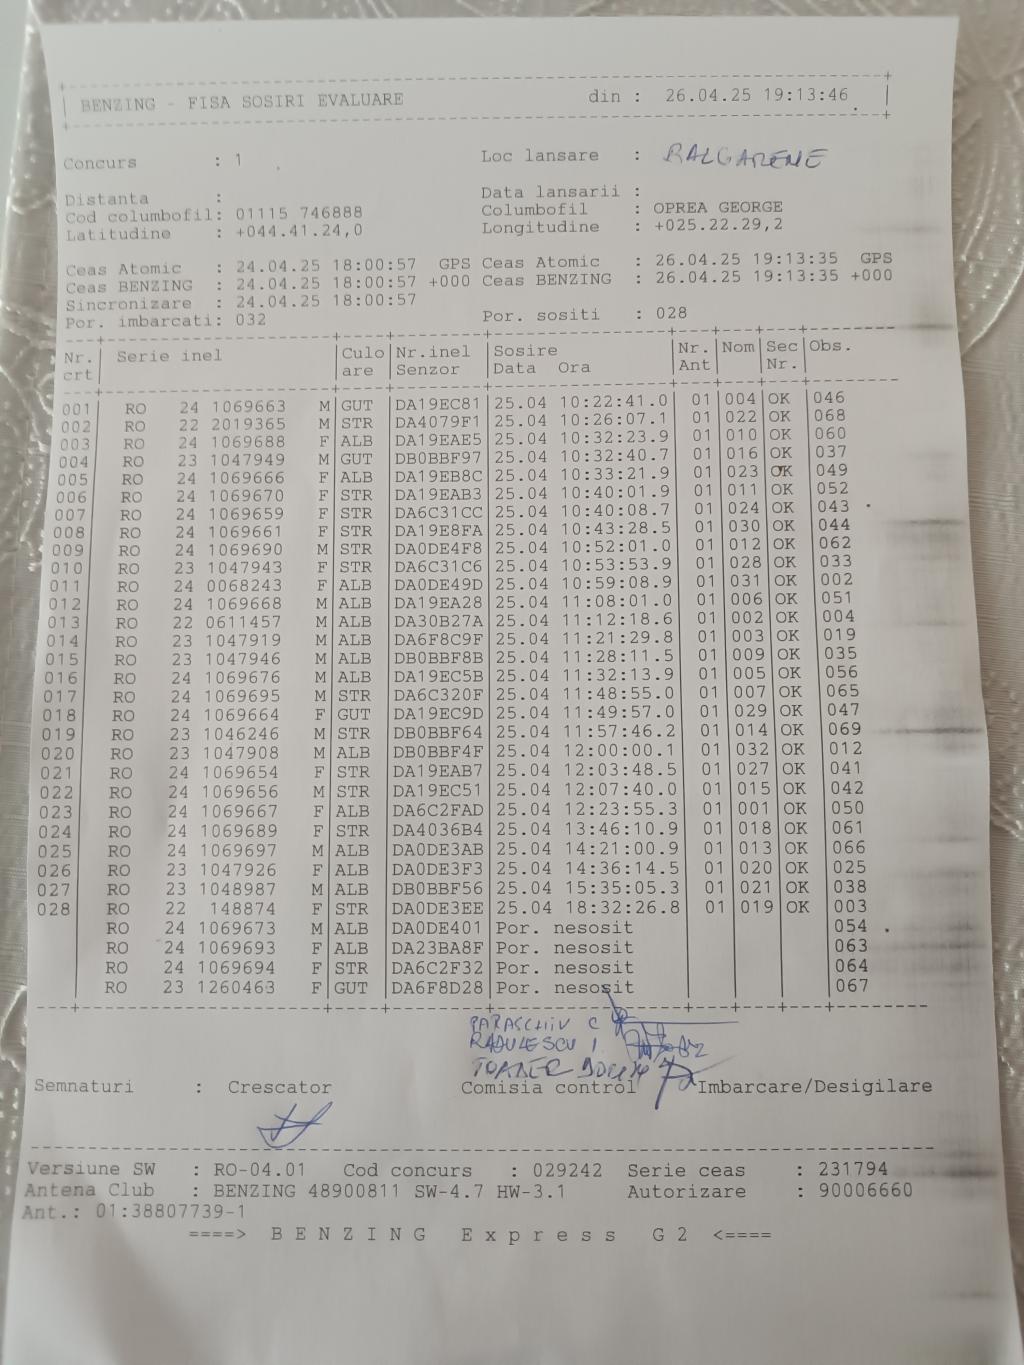 BENZING - FISA SOSIRI EVALUARE din : 26.04.25 19:13:46
Concurs : 1 Loc lansare : BALGARENE
Distanta : Data lansarii :
Cod columbofil: 01115 746888 Columbofil : OPREA GEORGE
Latitudine : +044.41.24,0 Longitudine : +025.22.29,2
Ceas Atomic : 24.04.25 18:00:57 GPS Ceas Atomic : 26.04.25 19:13:35 GPS
Ceas BENZING : 24.04.25 18:00:57 +000 Ceas BENZING : 26.04.25 19:13:35 +000
Sincronizare : 24.04.25 18:00:57
Por. imbarcati: 032 Por. sositi : 028
Nr. Serie inel Culo Nr.inel Sosire Nr. Nom Sec Obs.
crt are Senzor Data Ora Ant Nr.
001 RO 24 1069663 M GUT DA19EC81 25.04 10:22:41.0 01 004 OK 046
002 RO 22 2019365 M STR DA4079F1 25.04 10:26:07.1 01 022 OK 068
003 RO 24 1069688 F ALB DA19EAE5 25.04 10:32:23.9 01 010 OK 060
004 RO 23 1047949 M GUT DB0BBF97 25.04 10:32:40.7 01 016 OK 037
005 RO 24 1069666 F ALB DA19EB8C 25.04 10:33:21.9 01 023 OK 049
006 RO 24 1069670 F STR DA19EAB3 25.04 10:40:01.9 01 011 OK 052
007 RO 24 1069659 F STR DA6C31CC 25.04 10:40:08.7 01 024 OK 043
008 RO 24 1069661 F STR DA19E8FA 25.04 10:43:28.5 01 030 OK 044
009 RO 24 1069690 M STR DA0DE4F8 25.04 10:52:01.0 01 012 OK 062
010 RO 23 1047943 F STR DA6C31C6 25.04 10:53:53.9 01 028 OK 033
011 RO 24 0068243 F ALB DA0DE49D 25.04 10:59:08.9 01 031 OK 002
012 RO 24 1069668 M ALB DA19EA28 25.04 11:08:01.0 01 006 OK 051
013 RO 22 0611457 M ALB DA30B27A 25.04 11:12:18.6 01 002 OK 004
014 RO 23 1047919 M ALB DA6F8C9F 25.04 11:21:29.8 01 003 OK 019
015 RO 23 1047946 M ALB DB0BBF8B 25.04 11:28:11.5 01 009 OK 035
016 RO 24 1069676 M ALB DA19EC5B 25.04 11:32:13.9 01 005 OK 056
017 RO 24 1069695 M STR DA6C320F 25.04 11:48:55.0 01 007 OK 065
018 RO 24 1069664 F GUT DA19EC9D 25.04 11:49:57.0 01 029 OK 047
019 RO 23 1046246 M STR DB0BBF64 25.04 11:57:46.2 01 014 OK 069
020 RO 23 1047908 M ALB DB0BBF4F 25.04 12:00:00.1 01 032 OK 012
021 RO 24 1069654 F STR DA19EAB7 25.04 12:03:48.5 01 027 OK 041
022 RO 24 1069656 M STR DA19EC51 25.04 12:07:40.0 01 015 OK 042
023 RO 24 1069667 F ALB DA6C2FAD 25.04 12:23:55.3 01 001 OK 050
024 RO 24 1069689 F STR DA4036B4 25.04 13:46:10.9 01 018 OK 061
025 RO 24 1069697 M ALB DA0DE3AB 25.04 14:21:00.9 01 013 OK 066
026 RO 23 1047926 F ALB DA0DE3F3 25.04 14:36:14.5 01 020 OK 025
027 RO 23 1048987 M ALB DB0BBF56 25.04 15:35:05.3 01 021 OK 038
028 RO 22 148874 F STR DA0DE3EE 25.04 18:32:26.8 01 019 OK 003
RO 24 1069673 M ALB DA0DE401 Por. nesosit 054
RO 24 1069693 F ALB DA23BA8F Por. nesosit 063
RO 24 1069694 F STR DA6C2F32 Por. nesosit 064
RO 23 1260463 F GUT DA6F8D28 Por. nesosit 067
PARASCHIV C
RADULESCU I.
TOADER
Semnaturi : Crescator Comisia control Imbarcare/Desigilare
Versiune SW : RO-04.01 Cod concurs : 029242 Serie ceas : 231794
Antena Club : BENZING 48900811 SW-4.7 HW-3.1 Autorizare : 90006660
Ant.: 01:38807739-1
====> B E N Z I N G E x p r e s s G 2 <====